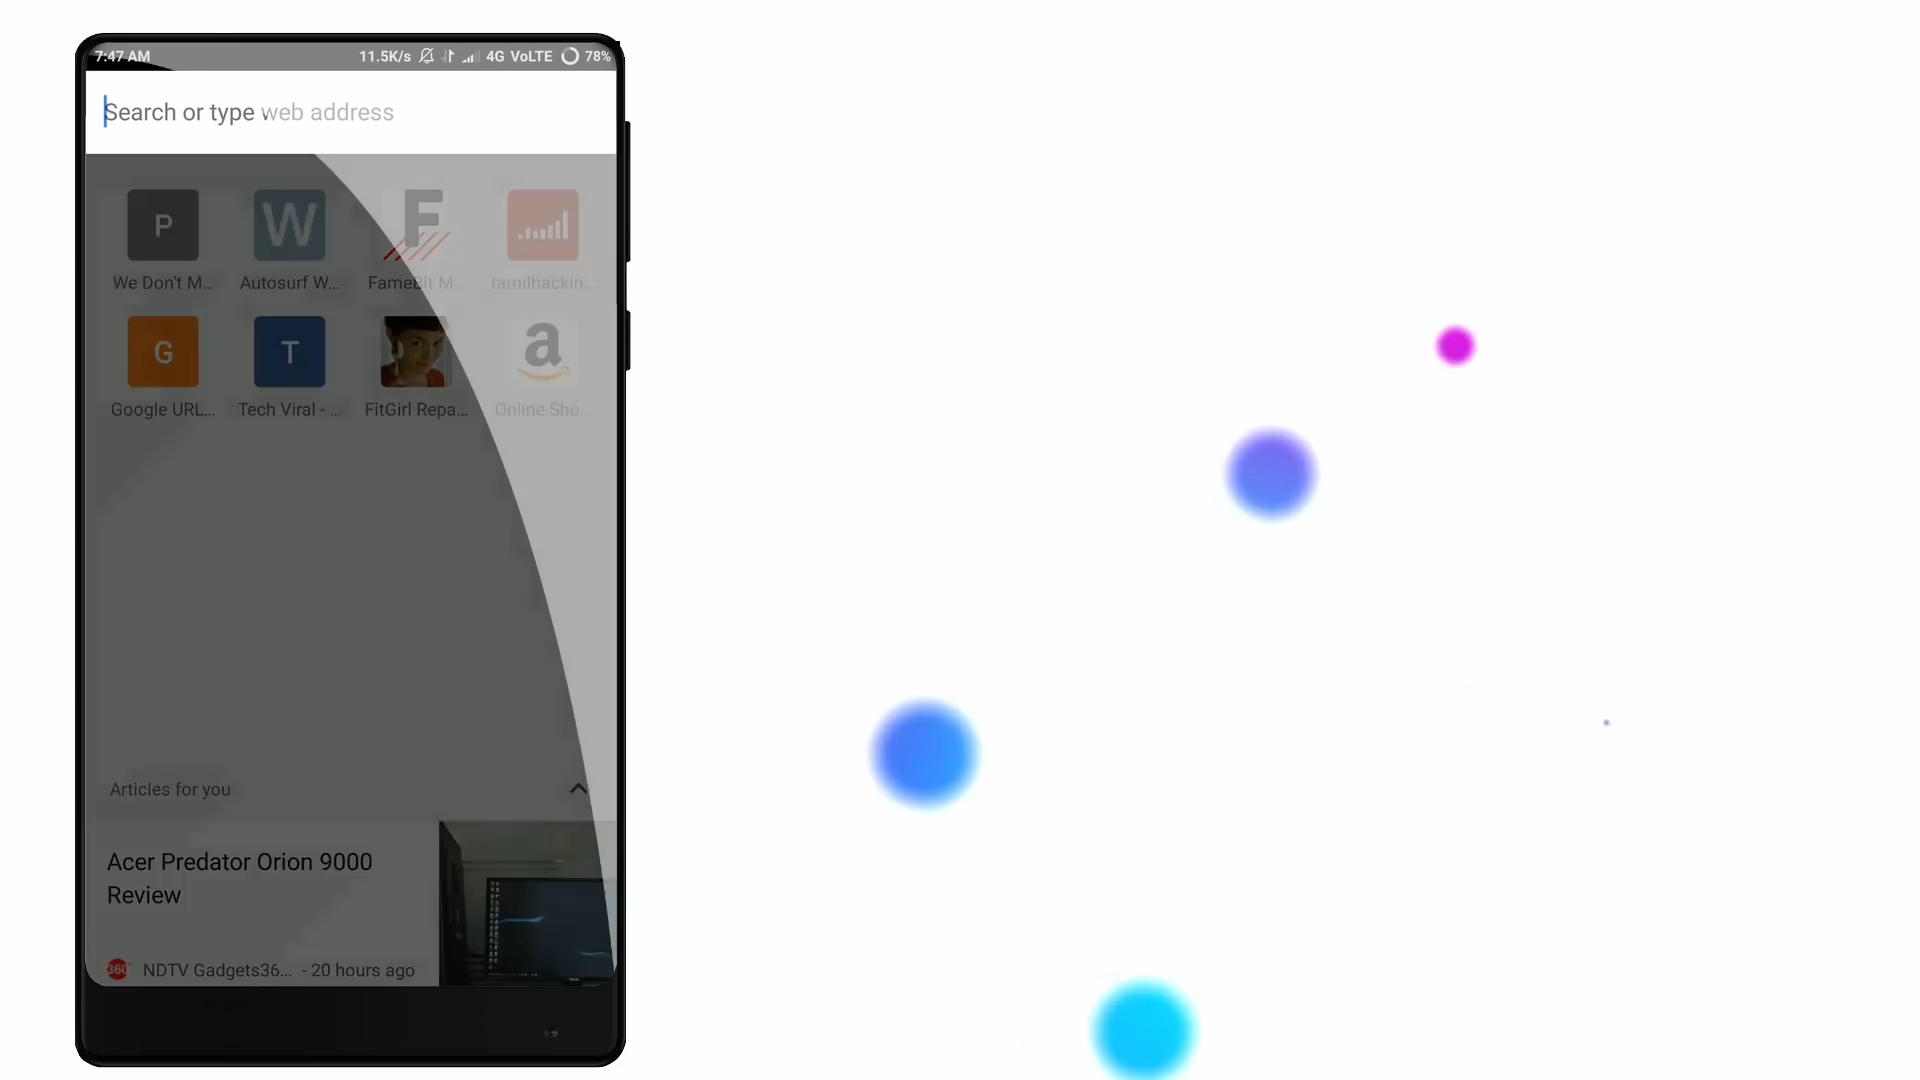 7:47 AM 11.5K/s 4G VoLTE 78%
Search or type web address
P W F
We Don't M... Autosurf W... FameBit M... tamilhackin...
G T a
Google URL... Tech Viral - ... FitGirl Repa... Online Sho...
Articles for you
Acer Predator Orion 9000
Review
360 NDTV Gadgets36... - 20 hours ago